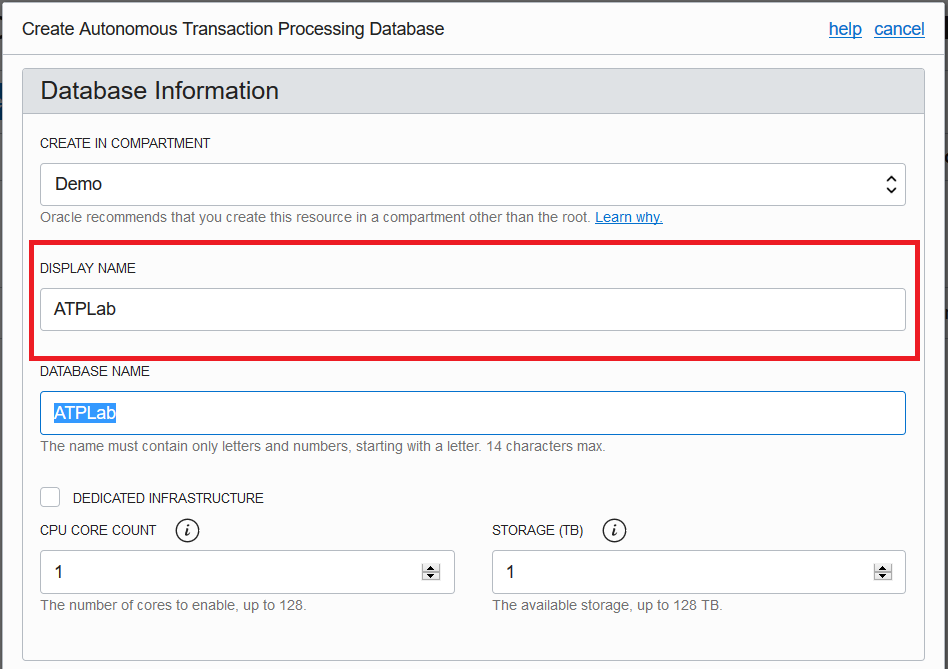 Create Autonomous Transaction Processing Database help cancel
Database Information
CREATE IN COMPARTMENT
Demo
Oracle recommends that you create this resource in a compartment other than the root. Learn why.
DISPLAY NAME
ATPLab
DATABASE NAME
ATPLab
The name must contain only letters and numbers, starting with a letter. 14 characters max.
DEDICATED INFRASTRUCTURE
CPU CORE COUNT i STORAGE (TB) i
1 1
The number of cores to enable, up to 128. The available storage, up to 128 TB.